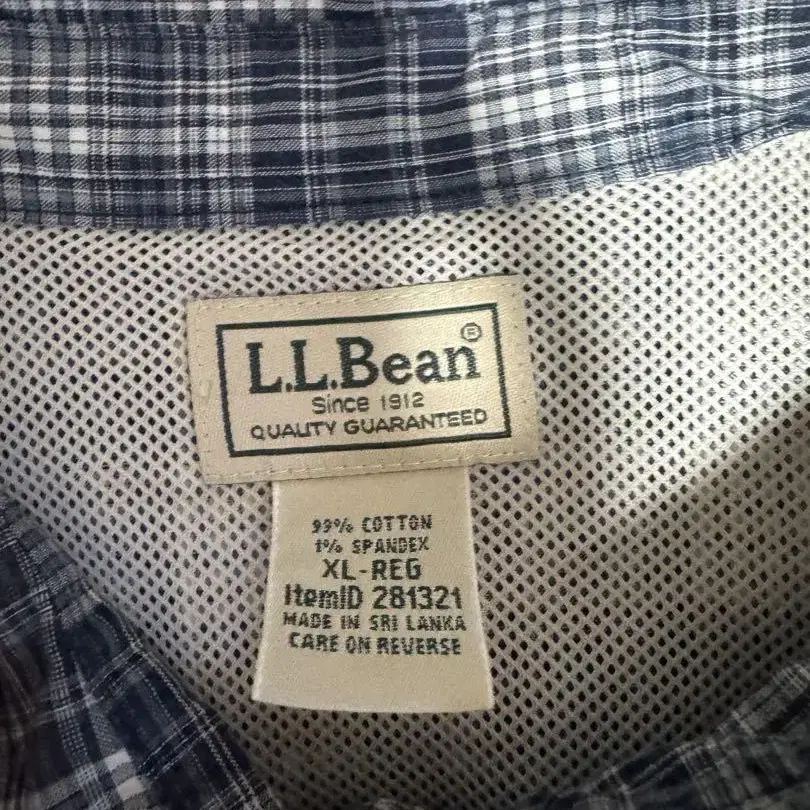 L.L.Bean®
Since 1912
QUALITY GUARANTEED
99% COTTON
1% SPANDEX
XL-REG
ItemID 281321
MADE IN SRI LANKA
CARE ON REVERSE